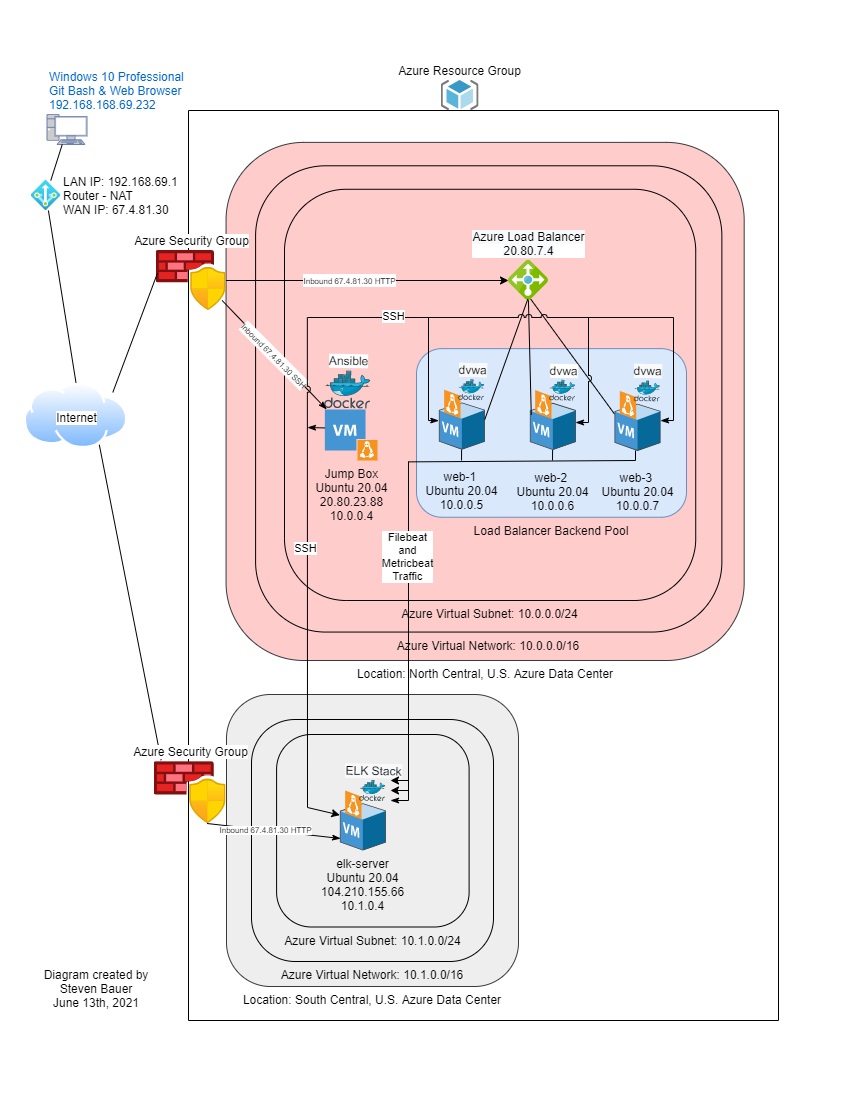 Azure Resource Group
Windows 10 Professional
Git Bash & Web Browser
192.168.168.69.232
LAN IP: 192.168.69.1
Router - NAT
WAN IP: 67.4.81.30
Azure Security Group
Azure Load Balancer
20.80.7.4
Inbound 67.4.81.30 HTTP
SSH
Inbound 67.4.81.30 SSH
Ansible
docker
VM
Jump Box
Ubuntu 20.04
20.80.23.88
10.0.0.4
Internet
dvwa
docker
VM
web-1
Ubuntu 20.04
10.0.0.5
dvwa
docker
VM
web-2
Ubuntu 20.04
10.0.0.6
dvwa
docker
VM
web-3
Ubuntu 20.04
10.0.0.7
Load Balancer Backend Pool
SSH
Filebeat
and
Metricbeat
Traffic
Azure Virtual Subnet: 10.0.0.0/24
Azure Virtual Network: 10.0.0.0/16
Location: North Central, U.S. Azure Data Center
Azure Security Group
Inbound 67.4.81.30 HTTP
ELK Stack
docker
VM
elk-server
Ubuntu 20.04
104.210.155.66
10.1.0.4
Azure Virtual Subnet: 10.1.0.0/24
Azure Virtual Network: 10.1.0.0/16
Location: South Central, U.S. Azure Data Center
Diagram created by
Steven Bauer
June 13th, 2021